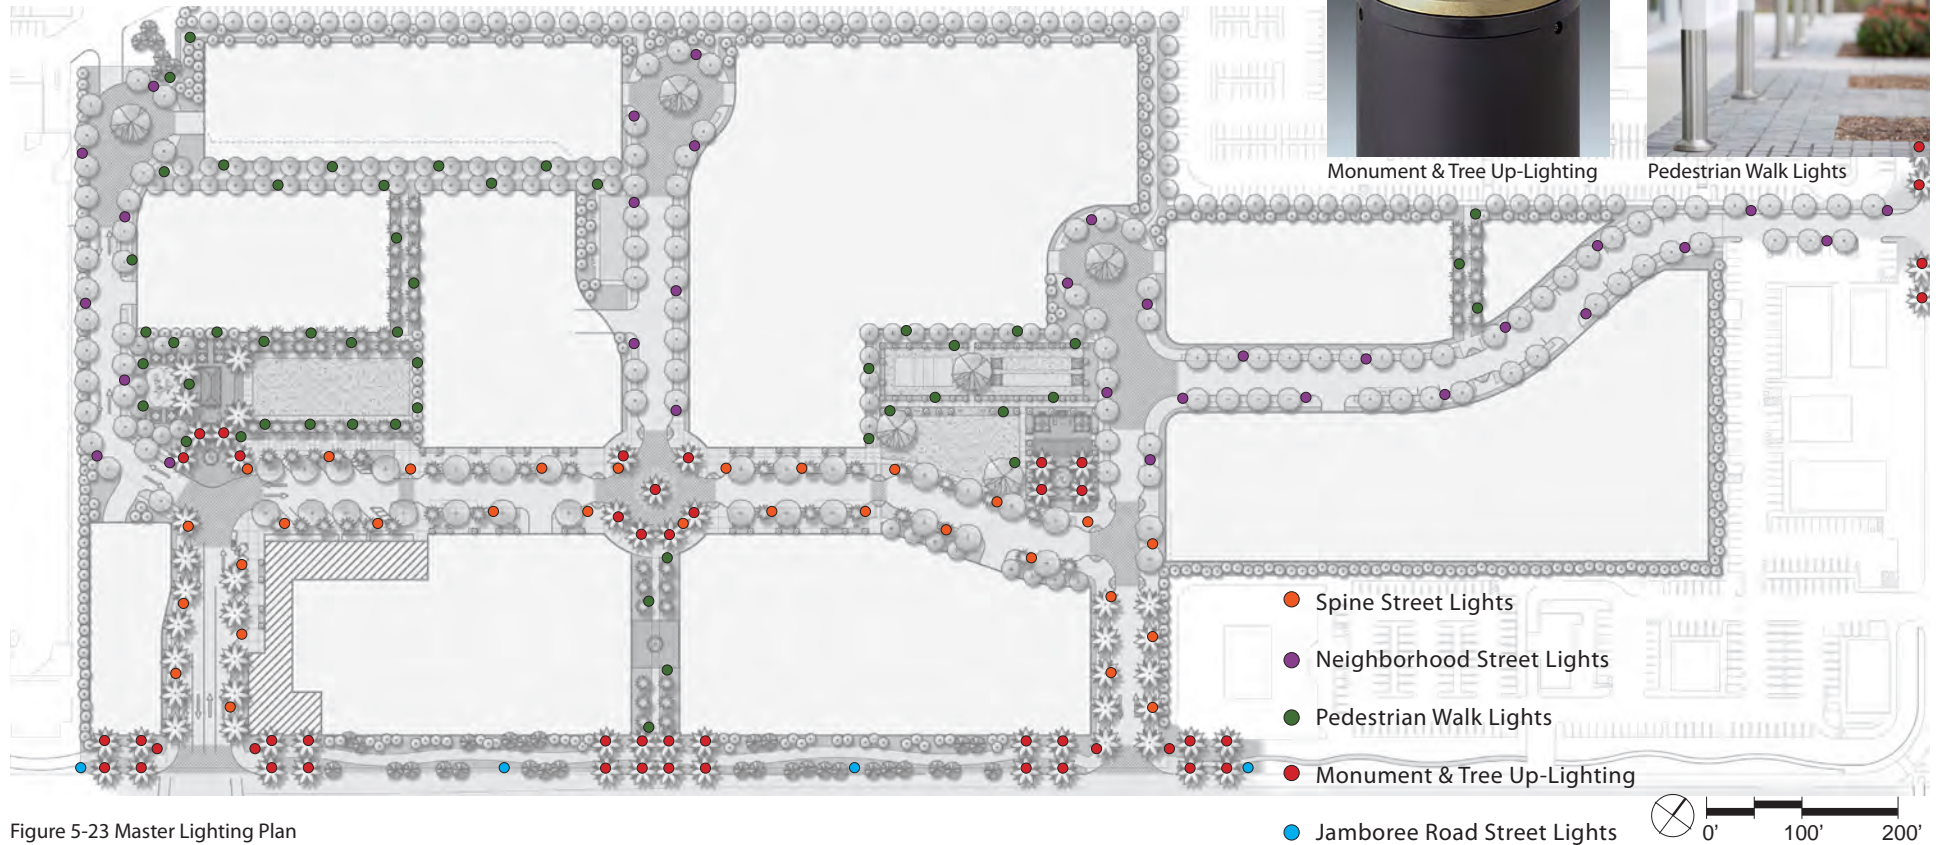 Monument & Tree Up-Lighting
Pedestrian Walk Lights
Spine Street Lights
Neighborhood Street Lights
Pedestrian Walk Lights
Monument & Tree Up-Lighting
Jamboree Road Street Lights
0' 100' 200'
Figure 5-23 Master Lighting Plan